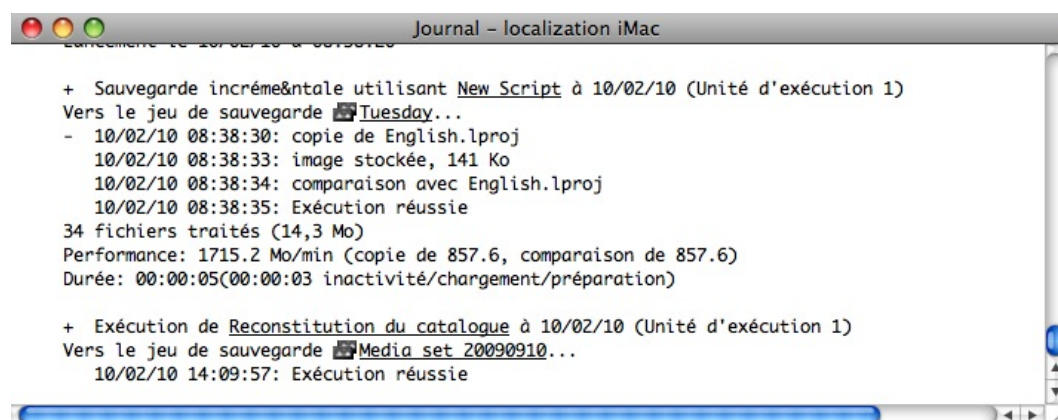 Journal – localization iMac
+ Sauvegarde incréme&ntale utilisant New Script à 10/02/10 (Unité d'exécution 1)
Vers le jeu de sauvegarde Tuesday...
- 10/02/10 08:38:30: copie de English.lproj
10/02/10 08:38:33: image stockée, 141 Ko
10/02/10 08:38:34: comparaison avec English.lproj
10/02/10 08:38:35: Exécution réussie
34 fichiers traités (14,3 Mo)
Performance: 1715.2 Mo/min (copie de 857.6, comparaison de 857.6)
Durée: 00:00:05(00:00:03 inactivité/chargement/préparation)
+ Exécution de Reconstitution du catalogue à 10/02/10 (Unité d'exécution 1)
Vers le jeu de sauvegarde Media set 20090910...
10/02/10 14:09:57: Exécution réussie